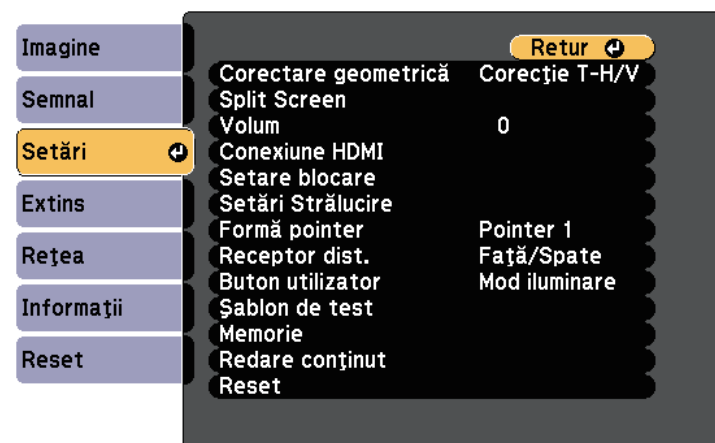 Imagine
Semnal
Setări
Extins
Reţea
Informaţii
Reset
Retur
Corectare geometrică Corecţie T-H/V
Split Screen
Volum 0
Conexiune HDMI
Setare blocare
Setări Strălucire
Formă pointer Pointer 1
Receptor dist. Faţă/Spate
Buton utilizator Mod iluminare
Şablon de test
Memorie
Redare conţinut
Reset